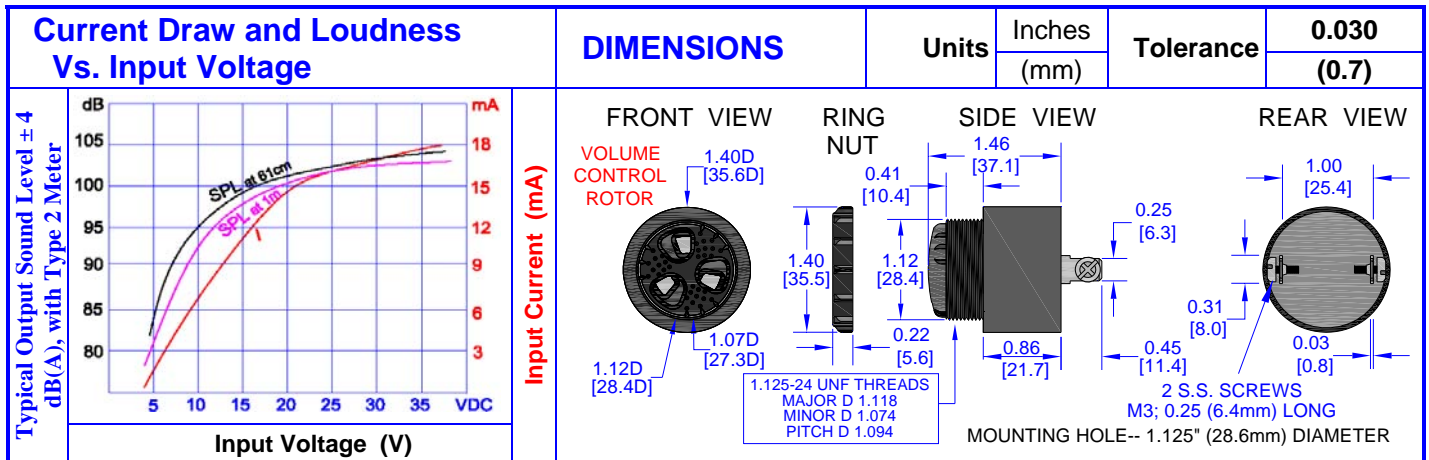 Current Draw and Loudness
Vs. Input Voltage
DIMENSIONS
Units
Inches
(mm)
Tolerance
0.030
(0.7)
Typical Output Sound Level ± 4
dB(A), with Type 2 Meter
dB
105
100
95
90
85
80
SPL at 61cm
SPL at 1m
I
mA
18
15
12
9
6
3
5 10 15 20 25 30 35 VDC
Input Voltage (V)
Input Current (mA)
FRONT VIEW
VOLUME
CONTROL
ROTOR
1.40D
[35.6D]
1.07D
[27.3D]
1.12D
[28.4D]
RING
NUT
1.40
[35.5]
0.22
[5.6]
SIDE VIEW
1.46
[37.1]
0.41
[10.4]
1.12
[28.4]
0.25
[6.3]
0.86
[21.7]
0.45
[11.4]
1.125-24 UNF THREADS
MAJOR D 1.118
MINOR D 1.074
PITCH D 1.094
REAR VIEW
1.00
[25.4]
0.31
[8.0]
0.03
[0.8]
2 S.S. SCREWS
M3; 0.25 (6.4mm) LONG
MOUNTING HOLE-- 1.125" (28.6mm) DIAMETER